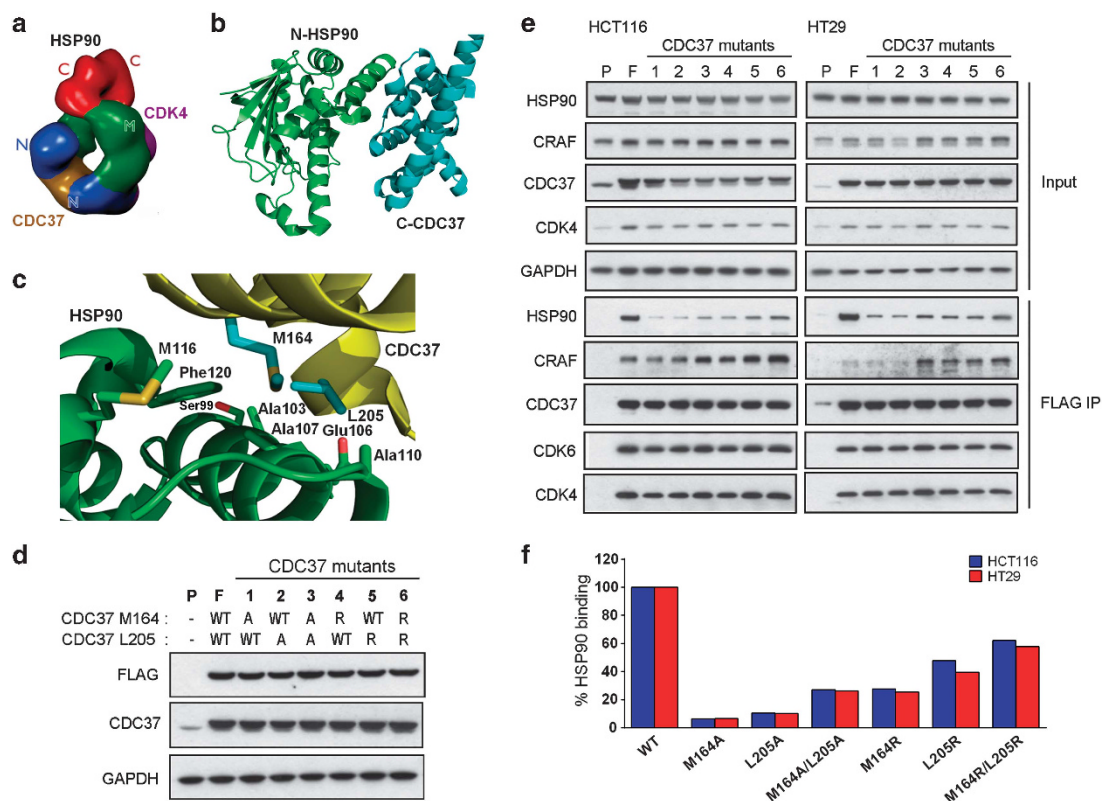 a
HSP90
C C
M
CDK4
N
N
CDC37
b
N-HSP90
C-CDC37
c
HSP90
M164
CDC37
M116
Phe120
Ser99
Ala103
L205
Ala107
Glu106
Ala110
d
CDC37 mutants
P F 1 2 3 4 5 6
CDC37 M164 : - WT A WT A R WT R
CDC37 L205 : - WT WT A A WT R R
FLAG
CDC37
GAPDH
e
HCT116 HT29
CDC37 mutants CDC37 mutants
P F 1 2 3 4 5 6 P F 1 2 3 4 5 6
HSP90
CRAF
CDC37
CDK4
GAPDH
Input
HSP90
CRAF
CDC37
CDK6
CDK4
FLAG IP
f
% HSP90 binding
120
100
80
60
40
20
0
HCT116
HT29
WT
M164A
L205A
M164A/L205A
M164R
L205R
M164R/L205R